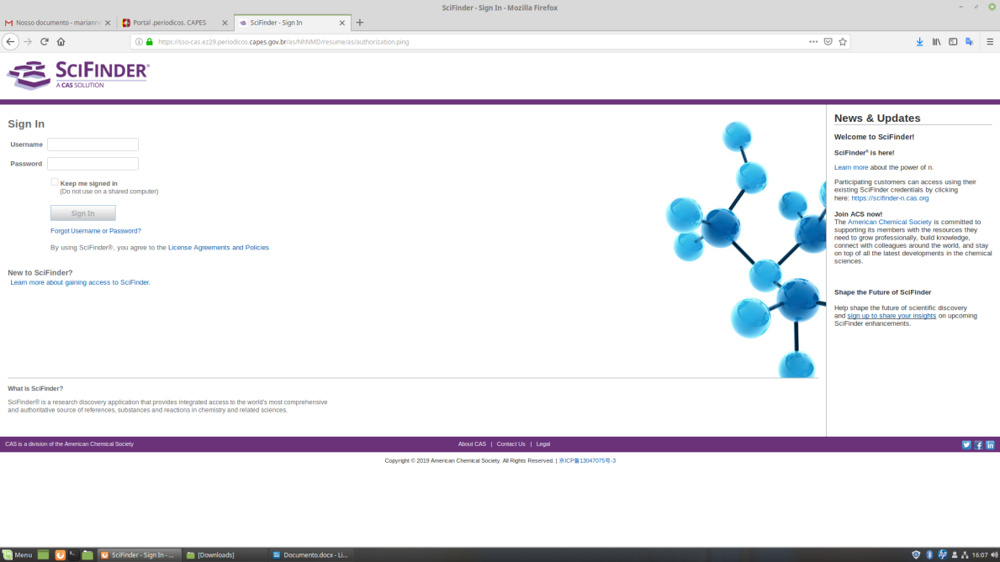 SciFinder - Sign In - Mozilla Firefox
Nosso documento - marianne
Portal .periodicos. CAPES
SciFinder - Sign In
https://sso-cas.ez29.periodicos.capes.gov.br/as/NhNMD/resume/as/authorization.ping
SCIFINDER®
A CAS SOLUTION
Sign In
Username
Password
Keep me signed in
(Do not use on a shared computer)
Sign In
Forgot Username or Password?
By using SciFinder®, you agree to the License Agreements and Policies
New to SciFinder?
Learn more about gaining access to SciFinder.
News & Updates
Welcome to SciFinder!
SciFinder® is here!
Learn more about the power of n.
Participating customers can access using their
existing SciFinder credentials by clicking
here: https://scifinder-n.cas.org
Join ACS now!
The American Chemical Society is committed to
supporting its members with the resources they
need to grow professionally, build knowledge,
connect with colleagues around the world, and stay
on top of all the latest developments in the chemical
sciences.
Shape the Future of SciFinder
Help shape the future of scientific discovery
and sign up to share your insights on upcoming
SciFinder enhancements.
What is SciFinder?
SciFinder® is a research discovery application that provides integrated access to the world's most comprehensive
and authoritative source of references, substances and reactions in chemistry and related sciences.
CAS is a division of the American Chemical Society
About CAS | Contact Us | Legal
Copyright © 2019 American Chemical Society. All Rights Reserved. | 京ICP备13047075号-3
Menu
SciFinder - Sign In - ...
[Downloads]
Documento.docx - Li...
16:07